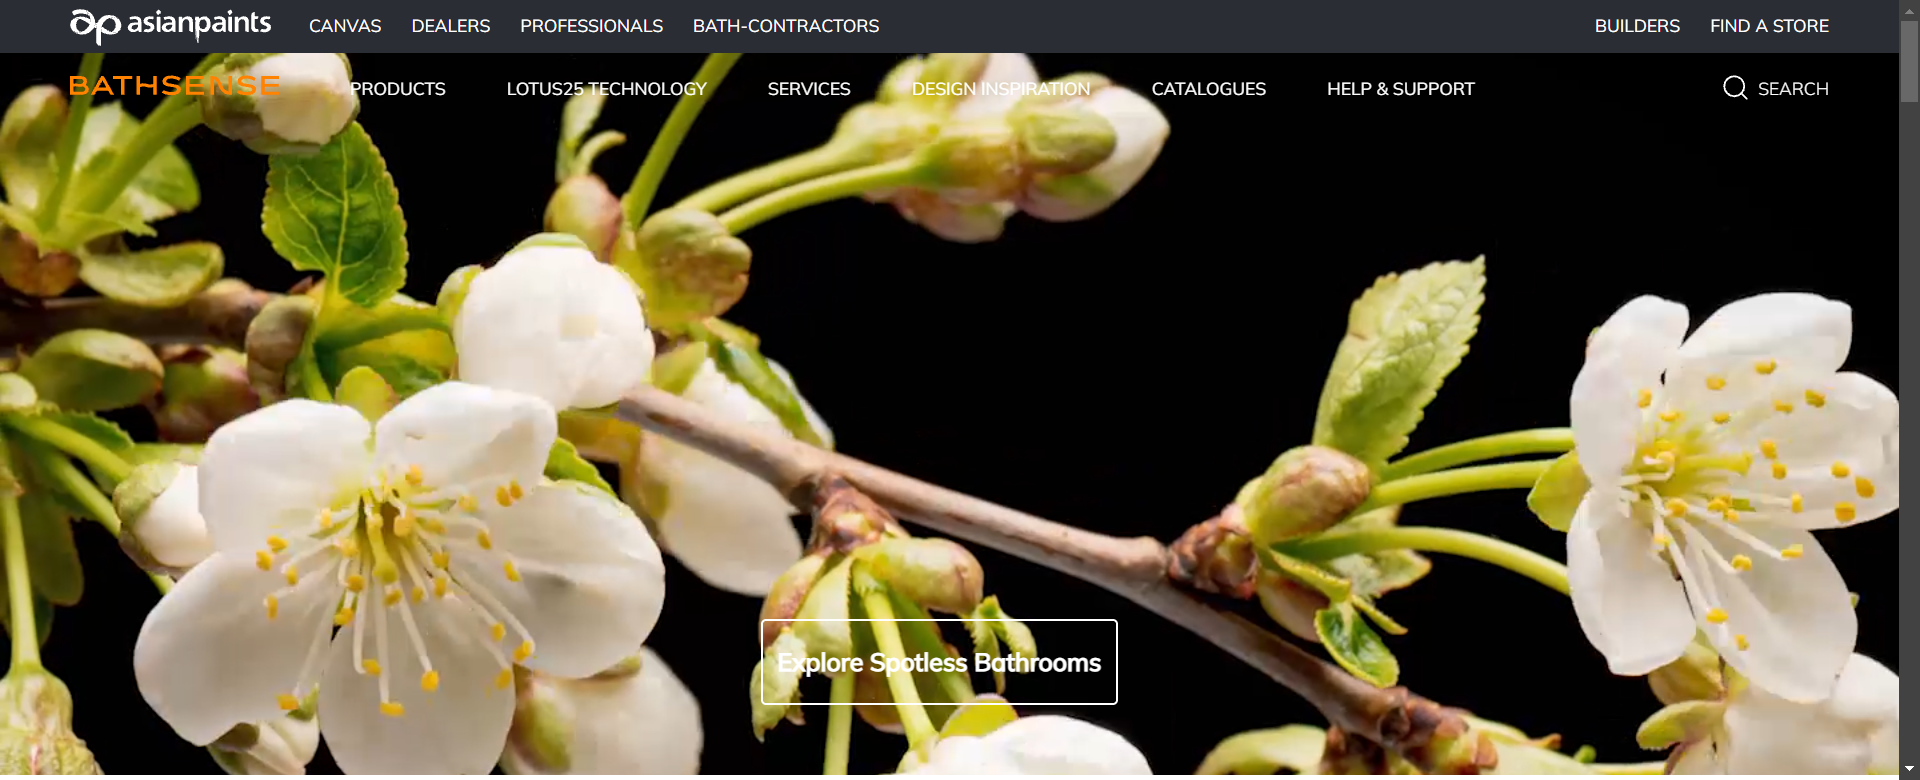 asianpaints CANVAS DEALERS PROFESSIONALS BATH-CONTRACTORS BUILDERS FIND A STORE
BATHSENSE PRODUCTS LOTUS25 TECHNOLOGY SERVICES DESIGN INSPIRATION CATALOGUES HELP & SUPPORT SEARCH
Explore Spotless Bathrooms